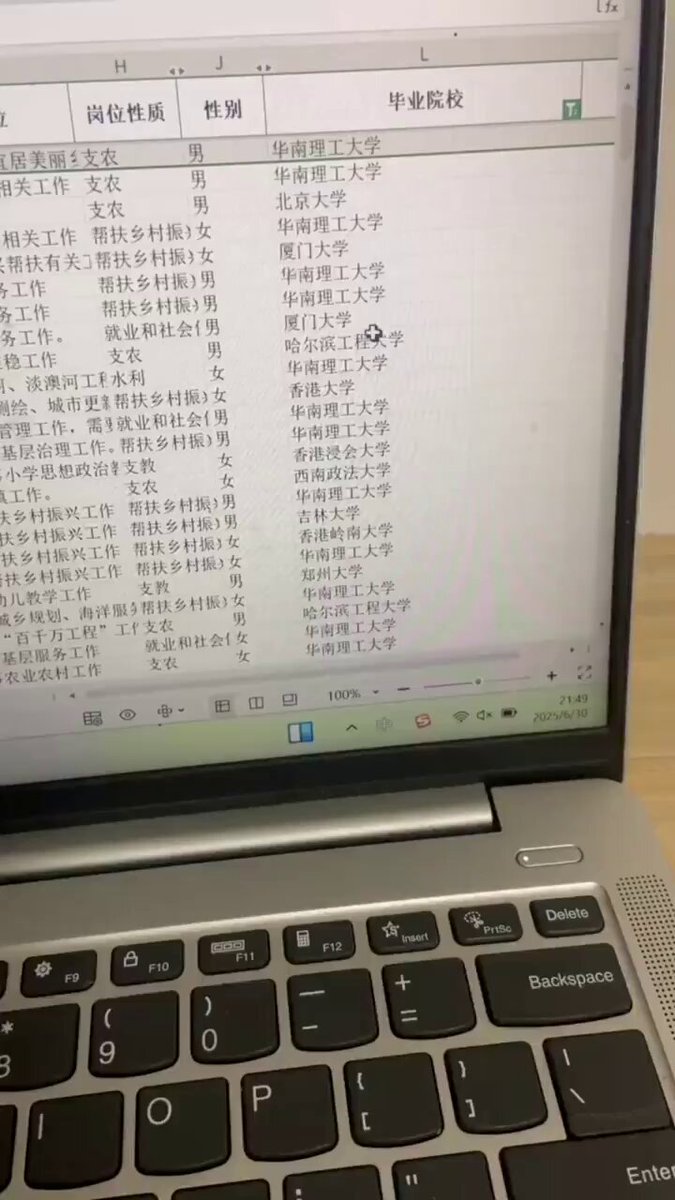 fx
H J L
位 岗位性质 性别 毕业院校
宜居美丽 支农 男 华南理工大学
相关工作 支农 男 华南理工大学
支农 男 北京大学
相关工作 帮扶乡村振 女 华南理工大学
帮扶有关 帮扶乡村振 女 厦门大学
务工作 帮扶乡村振 男 华南理工大学
务工作 帮扶乡村振 男 华南理工大学
务工作。 就业和社会 男 厦门大学
稳工作 支农 男 哈尔滨工程大学
、淡澳河工程 水利 女 华南理工大学
测绘、城市更新 帮扶乡村振 女 香港大学
管理工作，需 就业和社会 男 华南理工大学
基层治理工作。 帮扶乡村振 男 华南理工大学
小学思想政治 支教 女 香港浸会大学
工作。 支农 女 西南政法大学
扶乡村振兴工作 帮扶乡村振 男 华南理工大学
扶乡村振兴工作 帮扶乡村振 男 吉林大学
扶乡村振兴工作 帮扶乡村振 女 香港岭南大学
帮扶乡村振兴工作 帮扶乡村振 女 华南理工大学
幼儿教学工作 支教 男 郑州大学
城乡规划、海洋服务 帮扶乡村振 女 华南理工大学
“百千万工程”工作 支农 男 哈尔滨工程大学
基层服务工作 就业和社会 女 华南理工大学
农业农村工作 支农 女 华南理工大学
100%
中
21:49
2025/6/30
F9 F10 F11 F12 Insert PrtSc Delete
* 8 ( 9 ) 0 — - + = Backspace
I O P { [ } ] | \
: " Enter